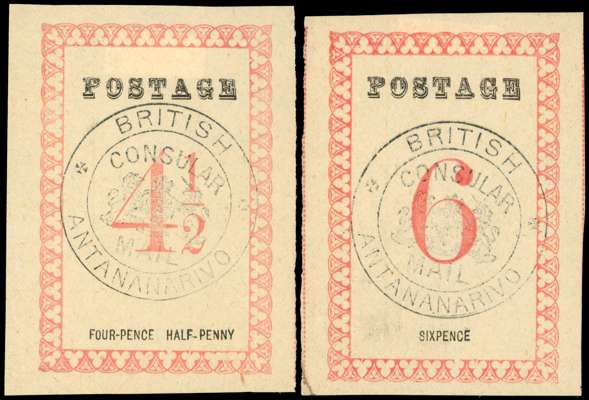 POSTAGE
BRITISH
CONSULAR
4½
MAIL
ANTANANARIVO
FOUR-PENCE HALF-PENNY
POSTAGE
BRITISH
CONSULAR
6
MAIL
ANTANANARIVO
SIXPENCE